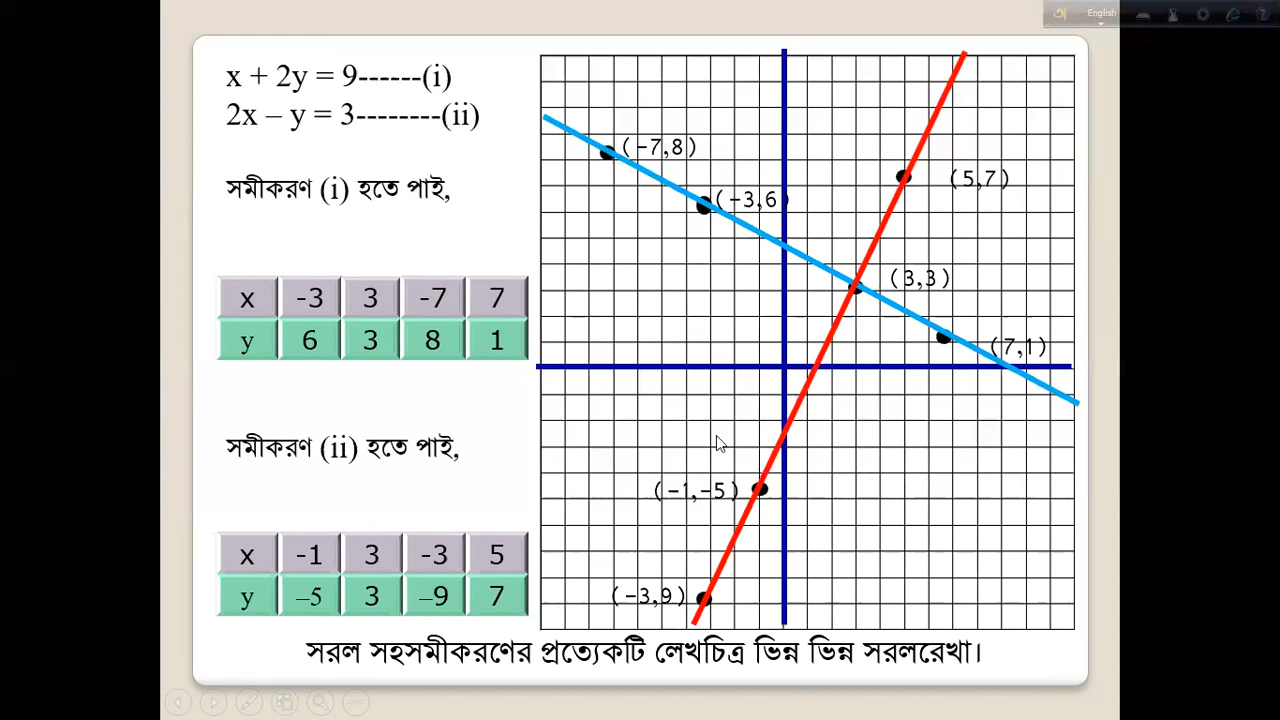 English
x + 2y = 9------(i)
2x – y = 3--------(ii)
সমীকরণ (i) হতে পাই,
x -3 3 -7 7
y 6 3 8 1
সমীকরণ (ii) হতে পাই,
x -1 3 -3 5
y –5 3 –9 7
(-7,8)
(-3,6)
(5,7)
(3,3)
(7,1)
(-1,-5)
(-3,9)
সরল সহসমীকরণের প্রত্যেকটি লেখচিত্র ভিন্ন ভিন্ন সরলরেখা।